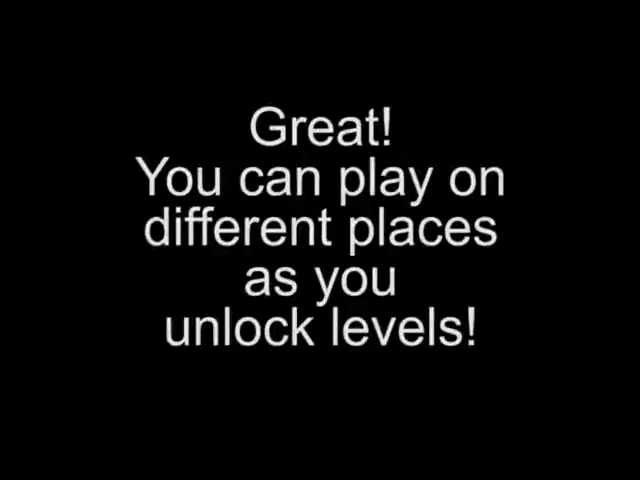 Great!
You can play on
different places
as you
unlock levels!